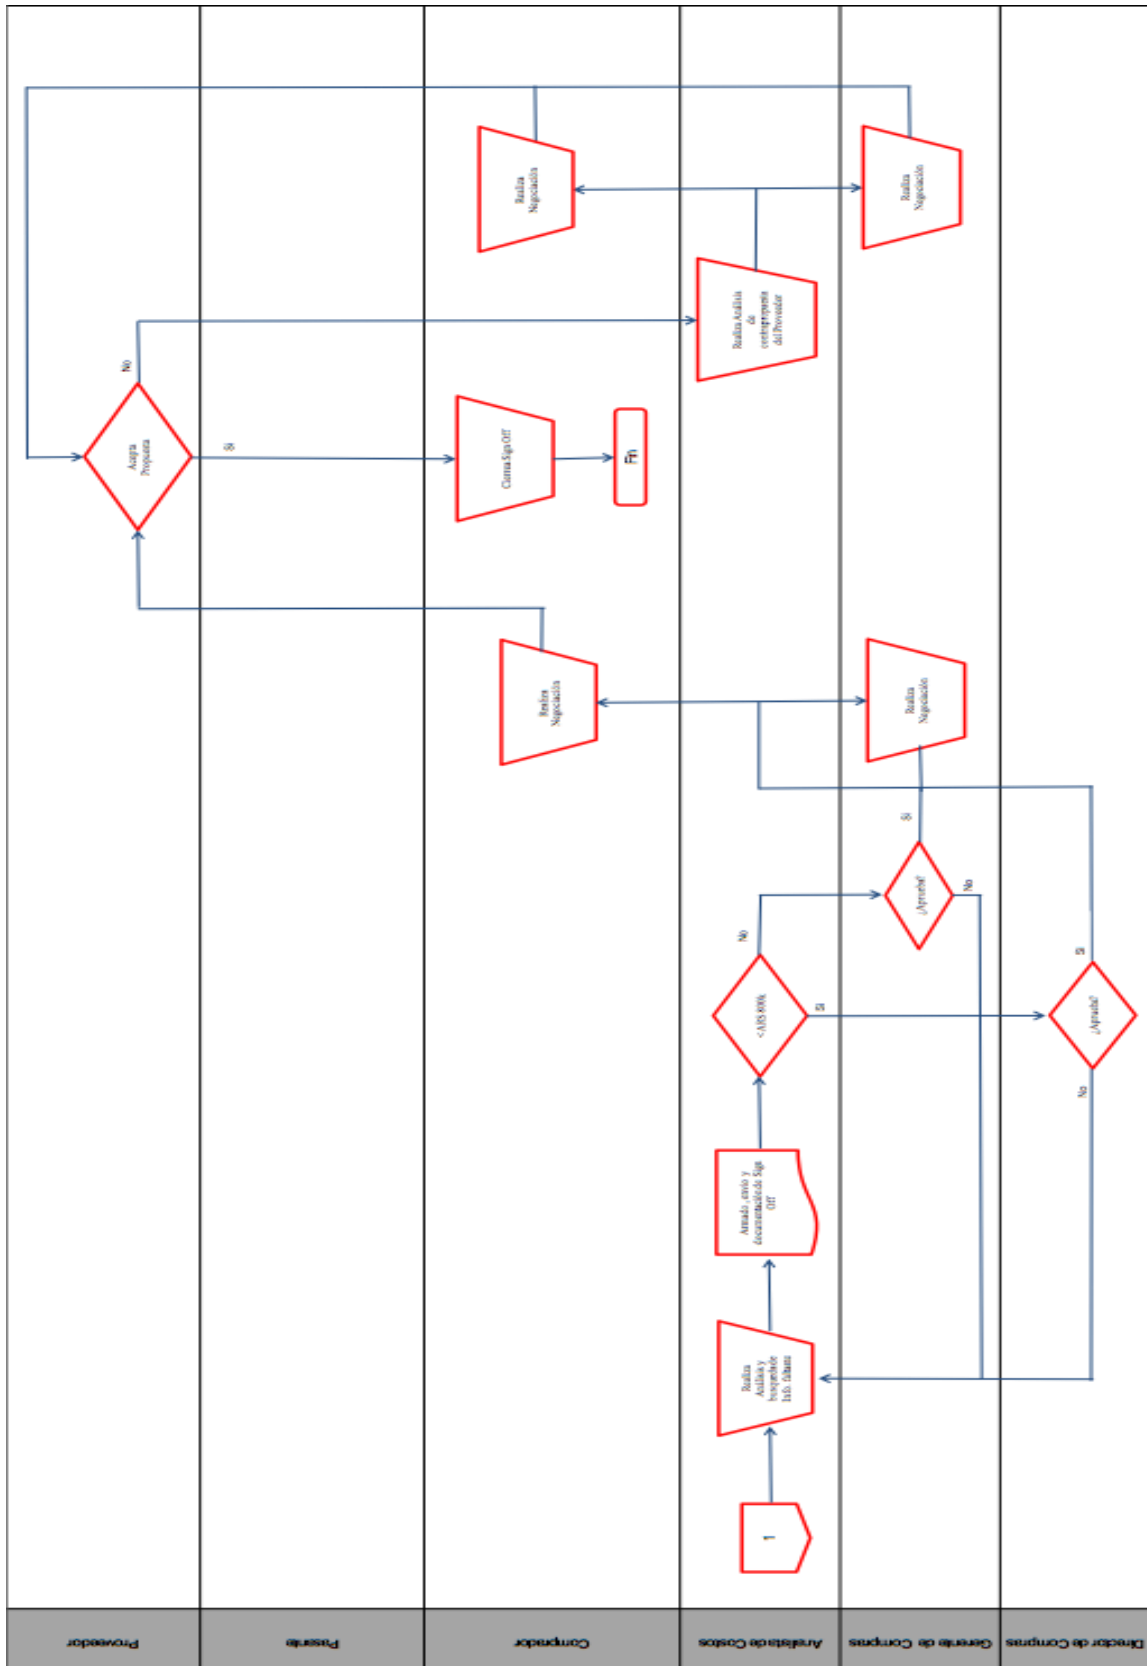 Proveedor
Pasante
Comprador
Analista de Costos
Gerente de Compras
Director de Compras
1
Realiza
Análisis y
busqueda de
Info. faltante
Armado, envío y
documentación de Sign
Off
< ARS 800k
No
Si
¿Aprueba?
Si
No
¿Aprueba?
Si
No
Realiza
Negociación
Realiza
Negociación
Acepta
Propuesta
No
Si
Cierra Sign Off
Fin
Realiza Análisis
de
contrapropuesta
del Proveedor
Realiza
Negociación
Realiza
Negociación